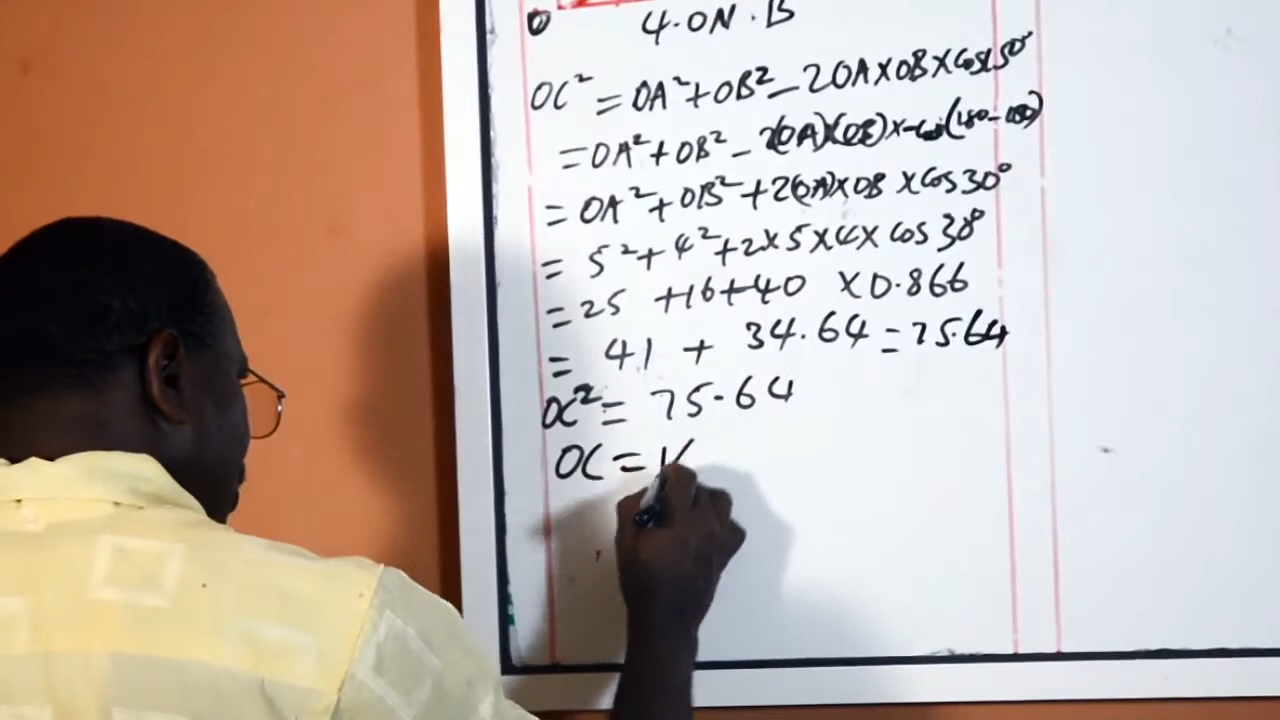 0 4.0N . B
OC² = OA² + OB² - 2OA × OB × Cos150°
= OA² + OB² - 2(OA)×(OB) × -Cos(180-150)
= OA² + OB² + 2(OA) × OB × Cos30°
= 5² + 4² + 2 × 5 × 4 × Cos 30°
= 25 + 16 + 40 × 0.866
= 41 + 34.64 = 75.64
OC² = 75.64
OC = √